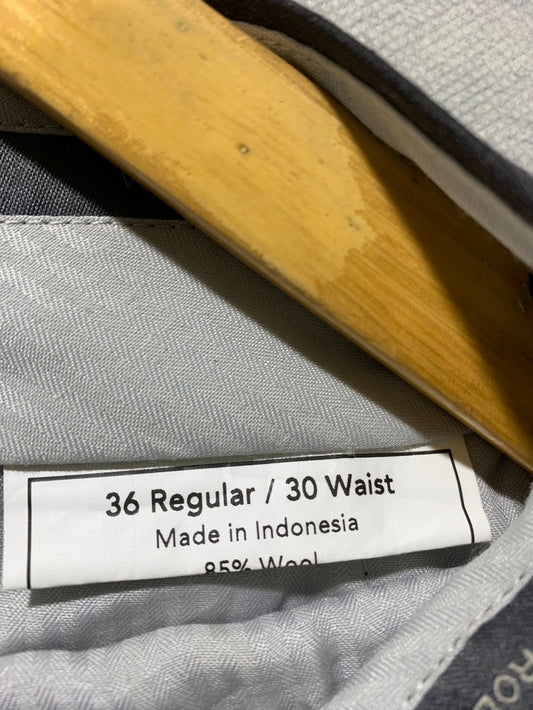 36 Regular / 30 Waist
Made in Indonesia
85% Wool